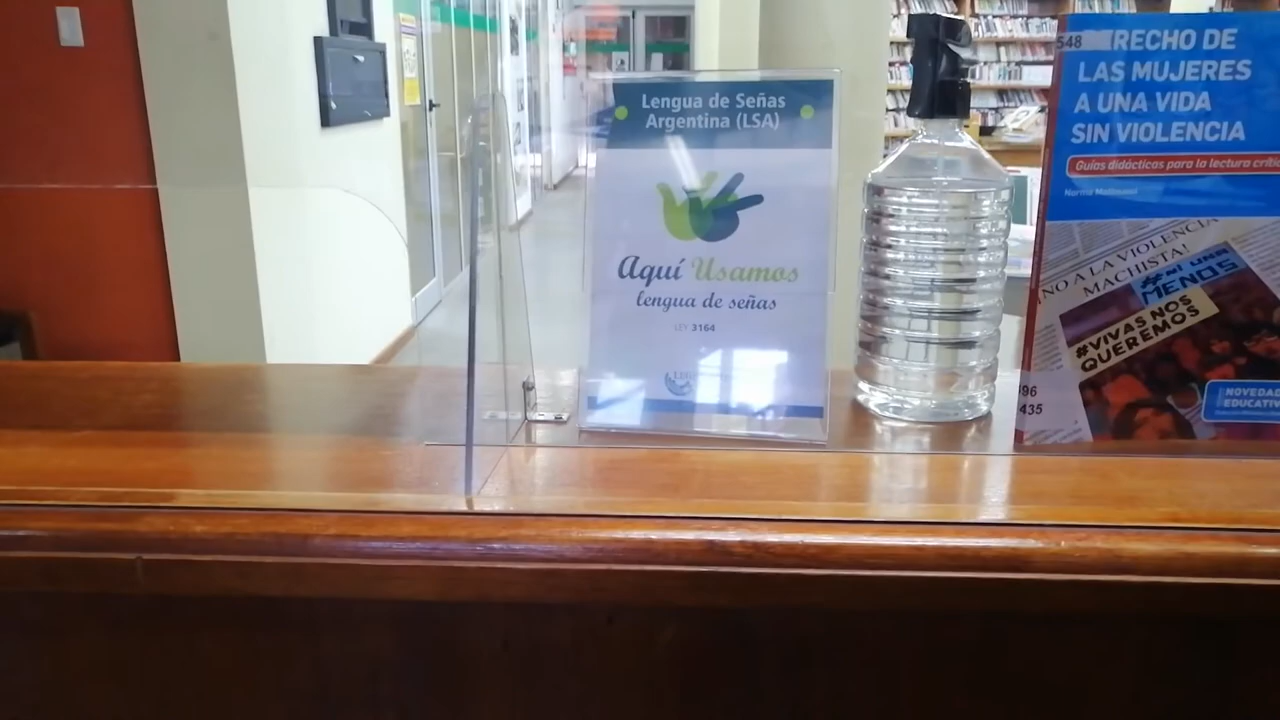 Lengua de Señas
Argentina (LSA)
Aquí Usamos
lengua de señas
LEY 3164
548
RECHO DE
LAS MUJERES
A UNA VIDA
SIN VIOLENCIA
Guías didácticas para la lectura críti
Norma
NO A LA VIOLENCIA
MACHISTA!
#NI UNA
MENOS
#VIVAS NOS
QUEREMOS
96
435
NOVEDAD
EDUCATIV